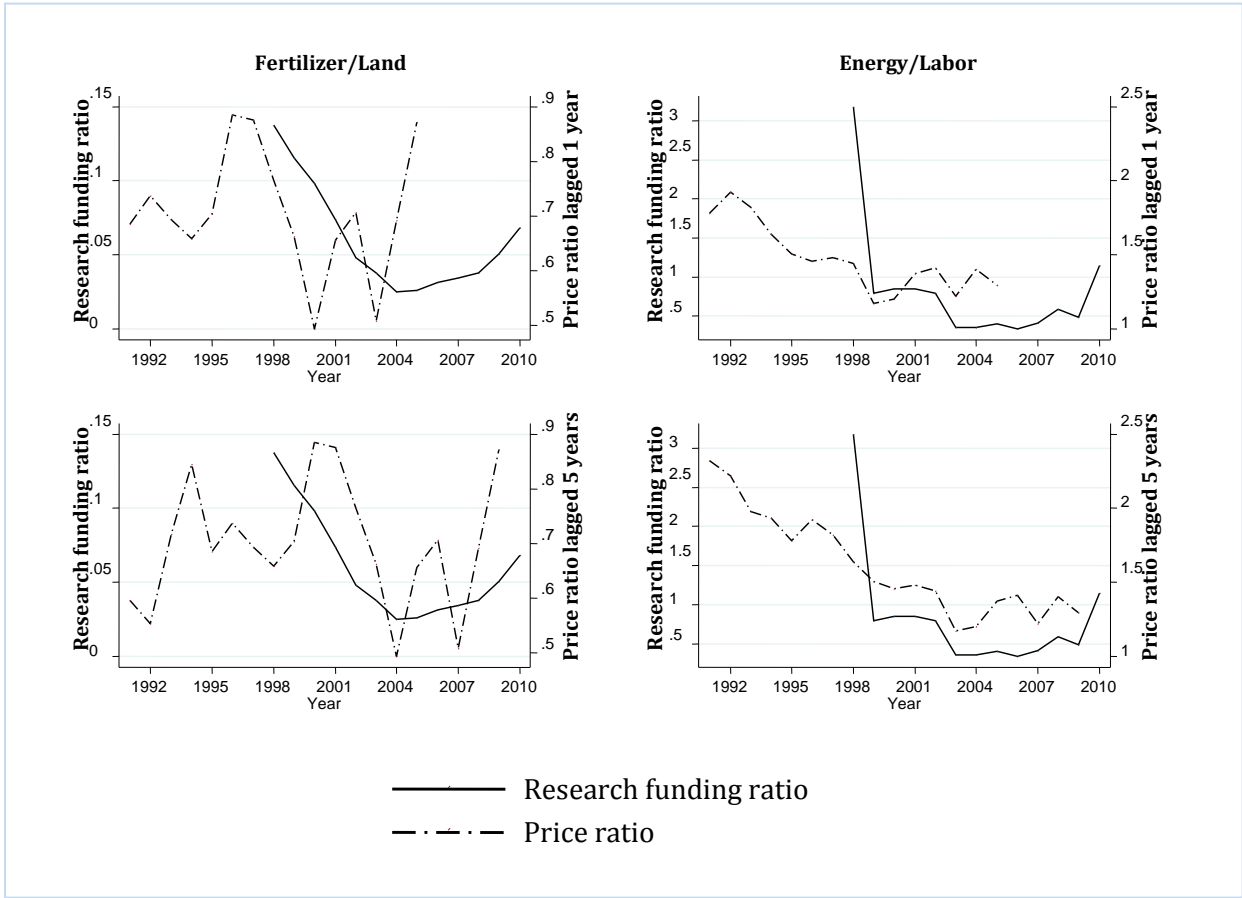 Fertilizer/Land
Research funding ratio
.15
.1
.05
0
.9
.8
.7
.6
.5
Price ratio lagged 1 year
1992 1995 1998 2001 2004 2007 2010
Year
Energy/Labor
Research funding ratio
3
2.5
2
1.5
1
.5
2.5
2
1.5
1
Price ratio lagged 1 year
1992 1995 1998 2001 2004 2007 2010
Year
Research funding ratio
.15
.1
.05
0
.9
.8
.7
.6
.5
Price ratio lagged 5 years
1992 1995 1998 2001 2004 2007 2010
Year
Research funding ratio
3
2.5
2
1.5
1
.5
2.5
2
1.5
1
Price ratio lagged 5 years
1992 1995 1998 2001 2004 2007 2010
Year
Research funding ratio
Price ratio